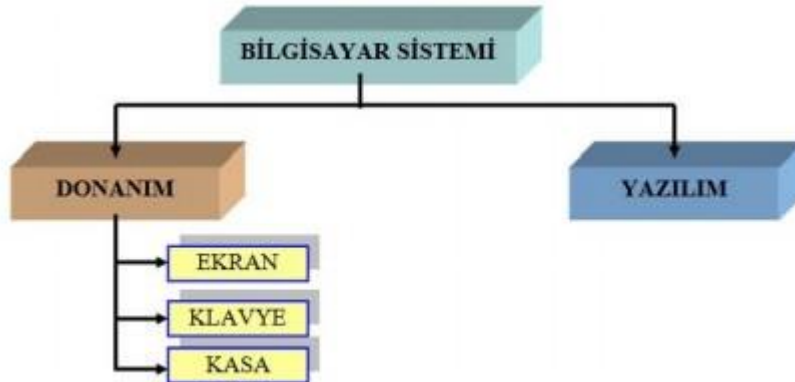 BİLGİSAYAR SİSTEMİ
DONANIM
YAZILIM
EKRAN
KLAVYE
KASA